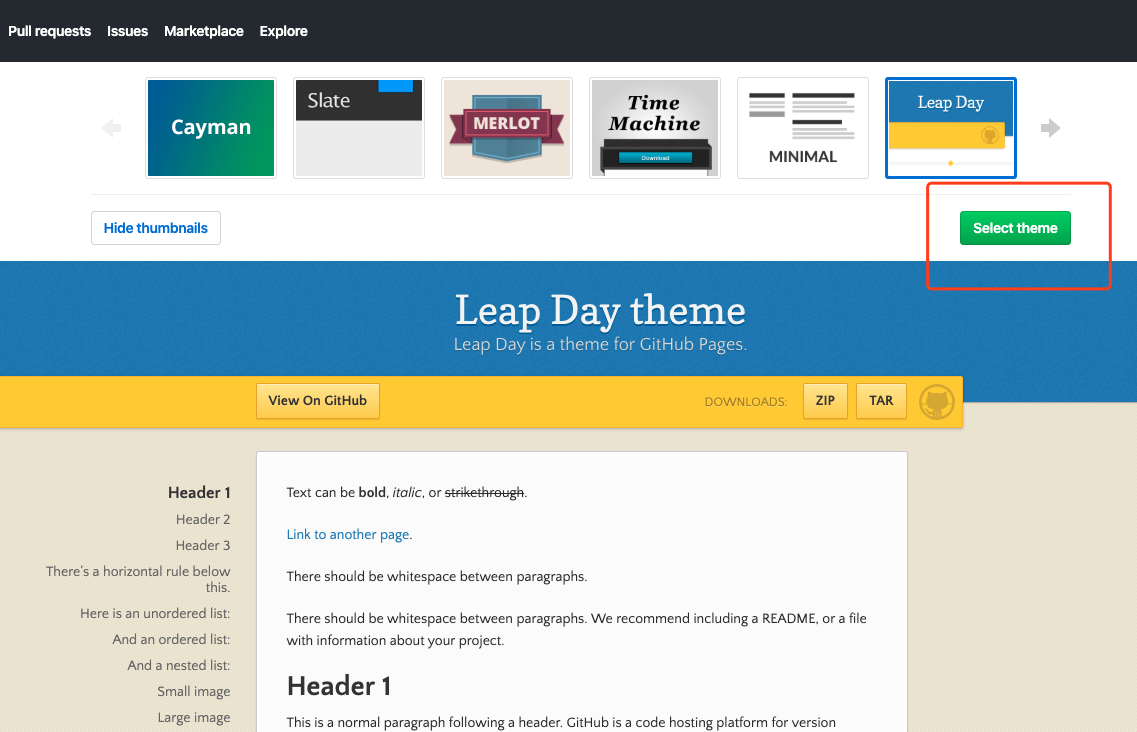 Pull requests Issues Marketplace Explore
Cayman
Slate
MERLOT
Time
Machine
Download
MINIMAL
Leap Day
Hide thumbnails
Select theme
Leap Day theme
Leap Day is a theme for GitHub Pages.
View On GitHub
DOWNLOADS:
ZIP
TAR
Header 1
Header 2
Header 3
There's a horizontal rule below
this.
Here is an unordered list:
And an ordered list:
And a nested list:
Small image
Large image
Text can be bold, italic, or strikethrough.
Link to another page.
There should be whitespace between paragraphs.
There should be whitespace between paragraphs. We recommend including a README, or a file
with information about your project.
Header 1
This is a normal paragraph following a header. GitHub is a code hosting platform for version